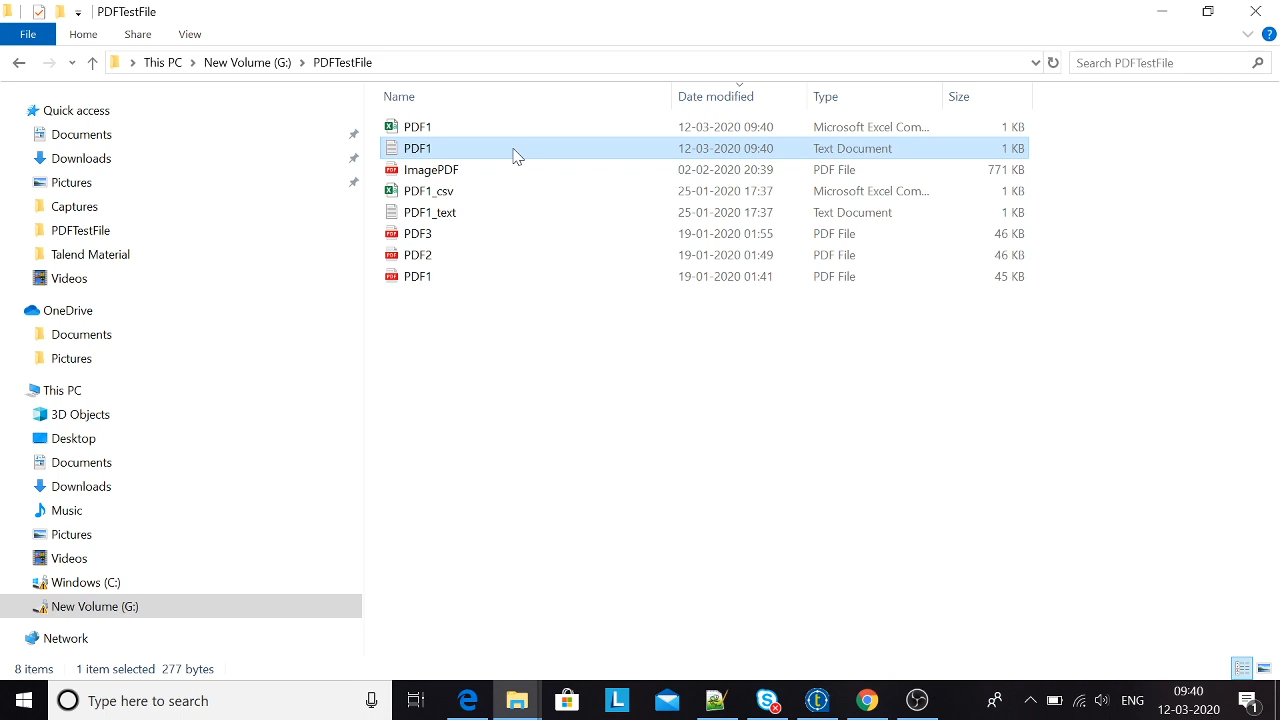 PDFTestFile
File Home Share View
This PC New Volume (G:) PDFTestFile Search PDFTestFile
Name Date modified Type Size
Quick access
Documents
Downloads
Pictures
Captures
PDFTestFile
Talend Material
Videos
OneDrive
Documents
Pictures
This PC
3D Objects
Desktop
Documents
Downloads
Music
Pictures
Videos
Windows (C:)
New Volume (G:)
Network
PDF1 12-03-2020 09:40 Microsoft Excel Com... 1 KB
PDF1 12-03-2020 09:40 Text Document 1 KB
ImagePDF 02-02-2020 20:39 PDF File 771 KB
PDF1_csv 25-01-2020 17:37 Microsoft Excel Com... 1 KB
PDF1_text 25-01-2020 17:37 Text Document 1 KB
PDF3 19-01-2020 01:55 PDF File 46 KB
PDF2 19-01-2020 01:49 PDF File 46 KB
PDF1 19-01-2020 01:41 PDF File 45 KB
8 items 1 item selected 277 bytes
Type here to search ENG 09:40
12-03-2020 1